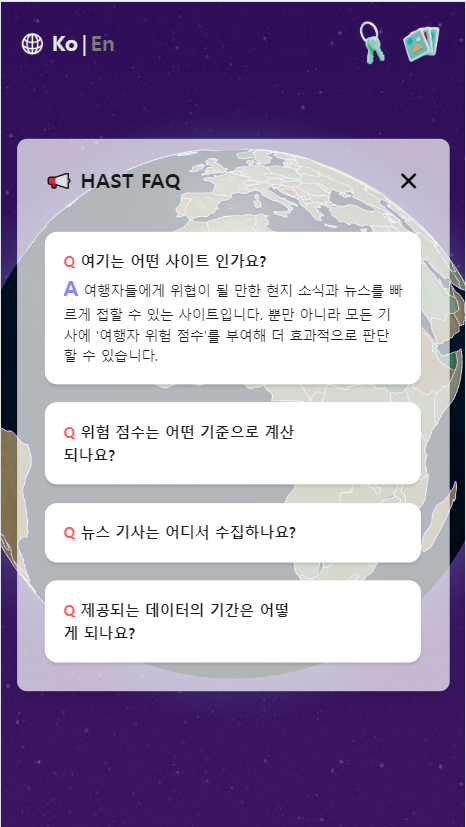 Ko|En
HAST FAQ
Q 여기는 어떤 사이트 인가요?
A 여행자들에게 위협이 될 만한 현지 소식과 뉴스를 빠
르게 접할 수 있는 사이트입니다. 뿐만 아니라 모든 기
사에 '여행자 위험 점수'를 부여해 더 효과적으로 판단
할 수 있습니다.
Q 위험 점수는 어떤 기준으로 계산
되나요?
Q 뉴스 기사는 어디서 수집하나요?
Q 제공되는 데이터의 기간은 어떻
게 되나요?